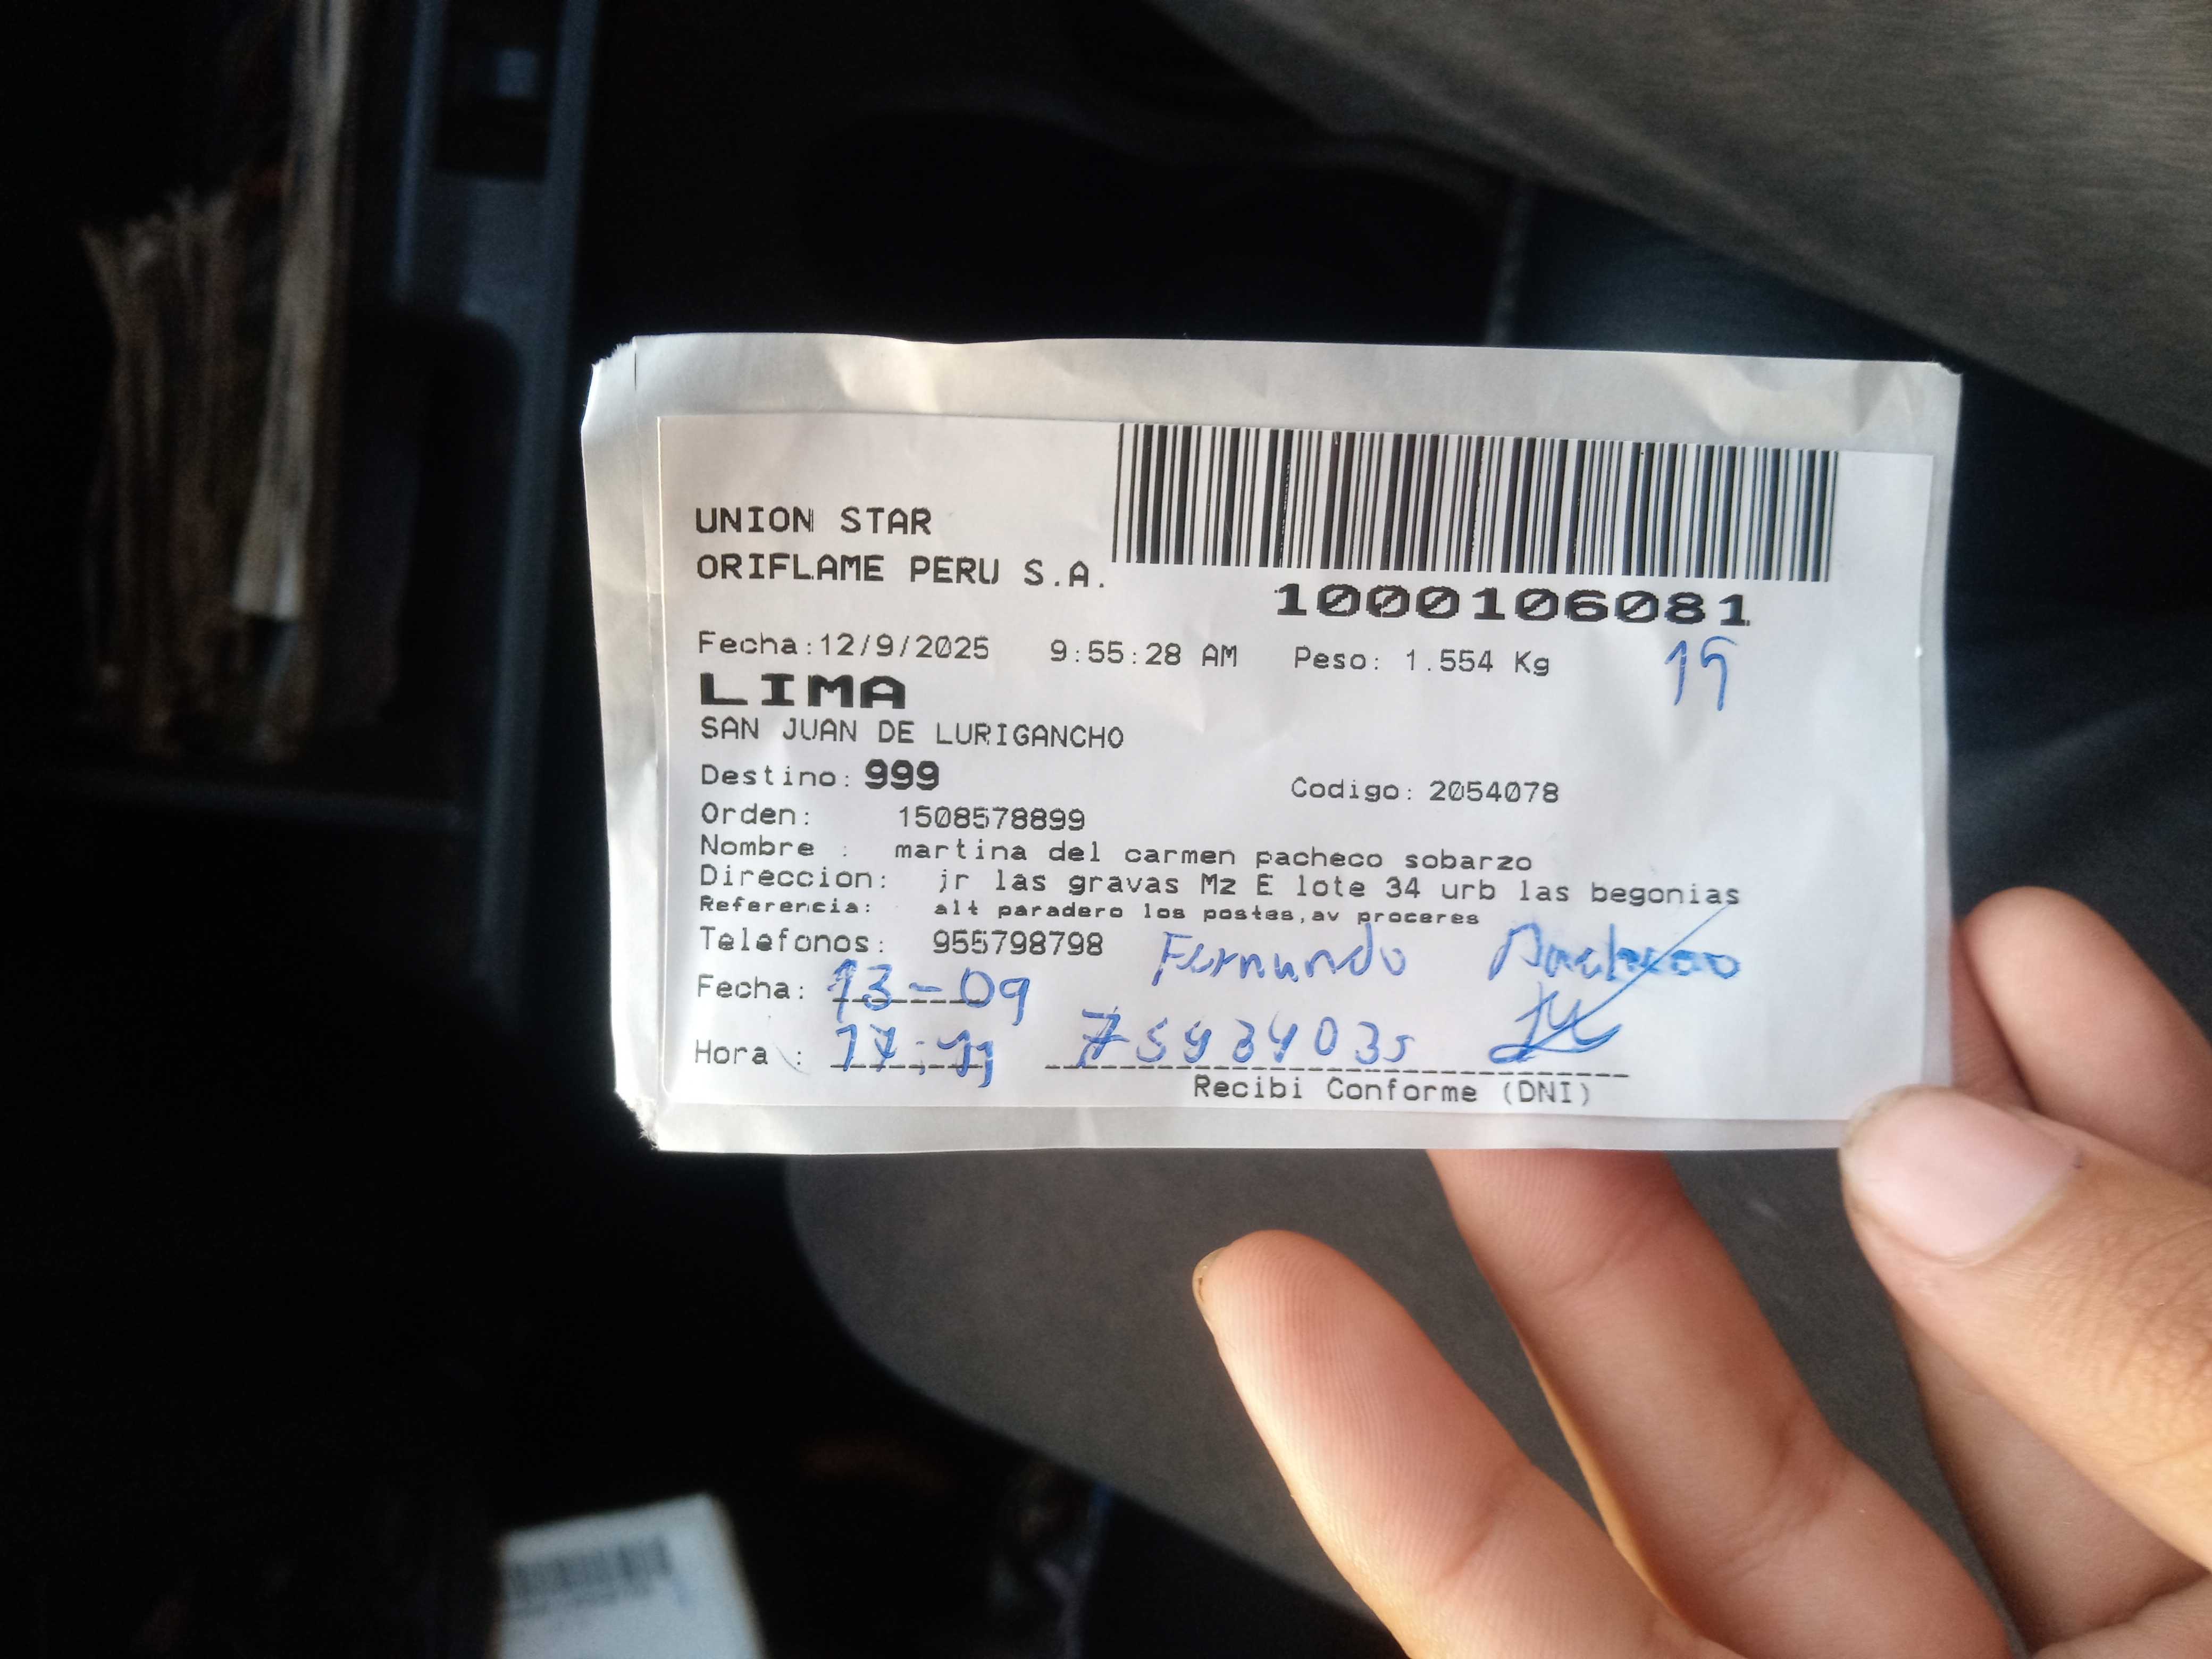 UNION STAR
ORIFLAME PERU S.A.
1000106081
Fecha:12/9/2025 9:55:28 AM Peso: 1.554 Kg 19
LIMA
SAN JUAN DE LURIGANCHO
Destino: 999 Codigo: 2054078
Orden: 1508578899
Nombre : martina del carmen pacheco sobarzo
Direccion: jr las gravas Mz E lote 34 urb las begonias
Referencia: alt paradero los postes,av proceres
Telefonos: 955798798 Fernando Pacheco
Fecha: 13-09
Hora : 75934035
Recibi Conforme (DNI)